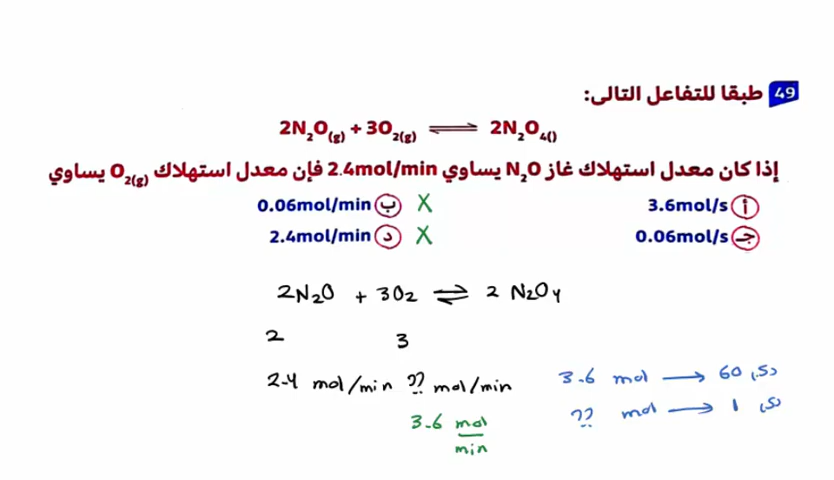 49 طبقا للتفاعل التالى:
2N₂O(g) + 3O₂(g) ⇌ 2N₂O₄()
إذا كان معدل استهلاك غاز N₂O يساوي 2.4mol/min فإن معدل استهلاك O₂(g) يساوي
أ 3.6mol/s ب 0.06mol/min X
جـ 0.06mol/s د 2.4mol/min X
2N₂O + 3O₂ ⇌ 2 N₂O₄
2 3
2.4 mol/min ?? mol/min
3.6 mol → 60
3.6 mol/min
?? mol → 1